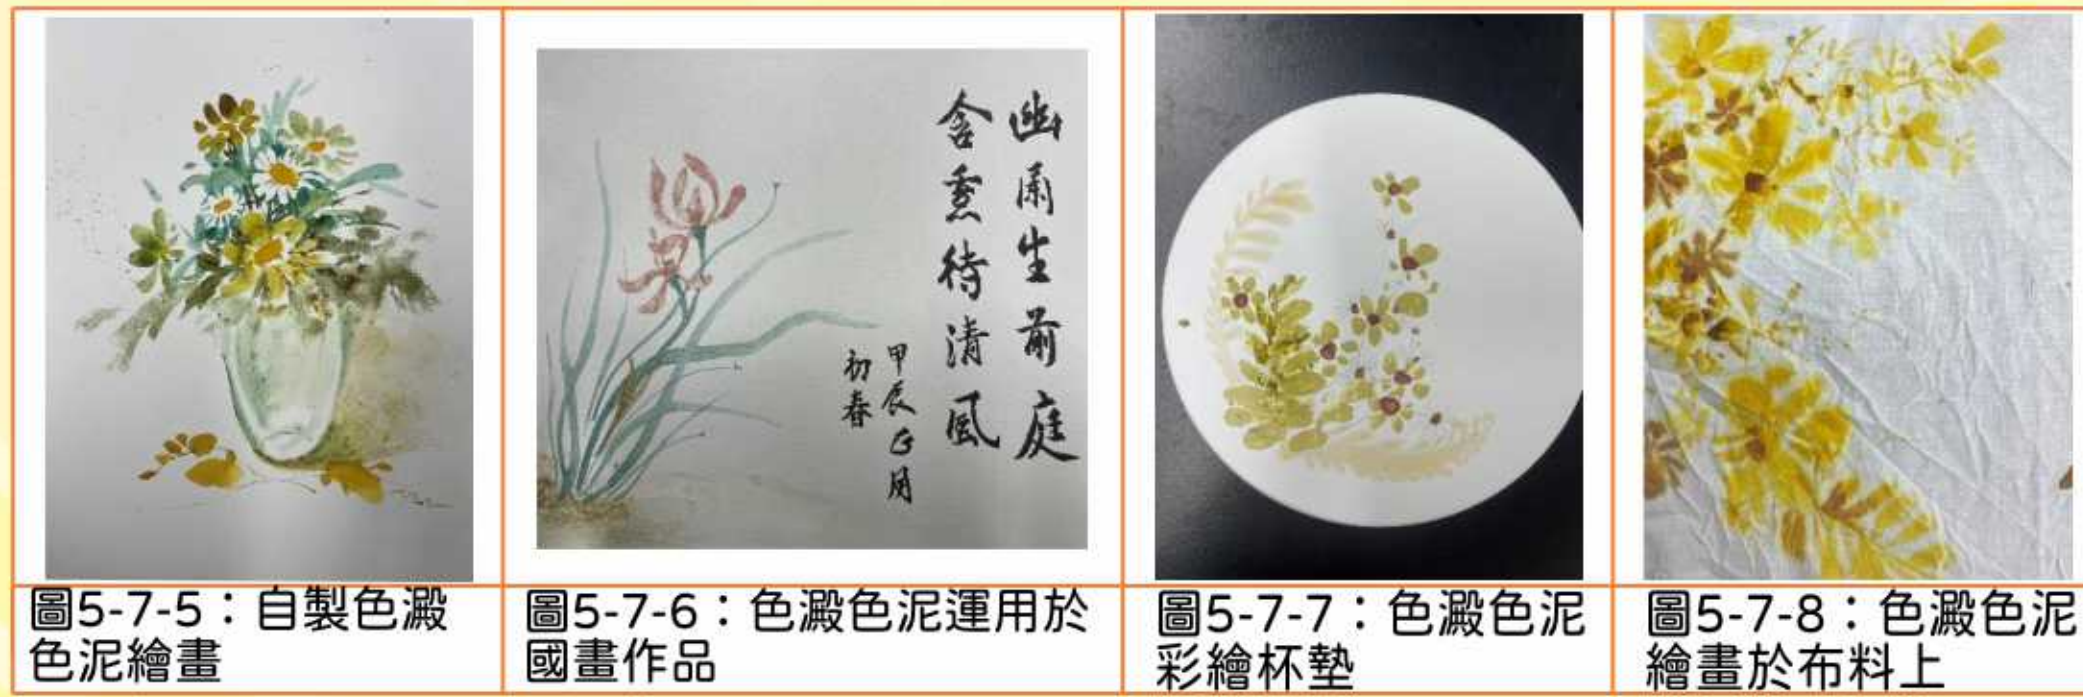 幽蘭生前庭
含薰待清風
甲辰正月
初春
圖5-7-5：自製色澱
色泥繪畫
圖5-7-6：色澱色泥運用於
國畫作品
圖5-7-7：色澱色泥
彩繪杯墊
圖5-7-8：色澱色泥
繪畫於布料上